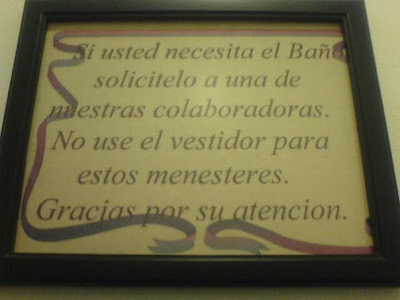 Si usted necesita el Baño
solicitelo a una de
nuestras colaboradoras.
No use el vestidor para
estos menesteres.
Gracias por su atencion.